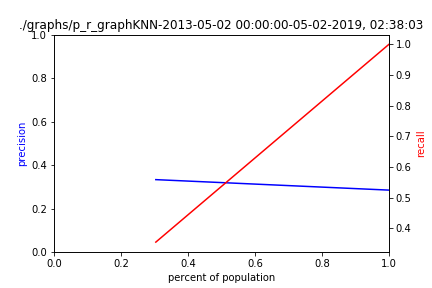 ./graphs/p_r_graphKNN-2013-05-02 00:00:00-05-02-2019, 02:38:03
1.0
0.8
0.6
0.4
0.2
0.0
precision
0.0 0.2 0.4 0.6 0.8 1.0
percent of population
1.0
0.9
0.8
0.7
0.6
0.5
0.4
recall